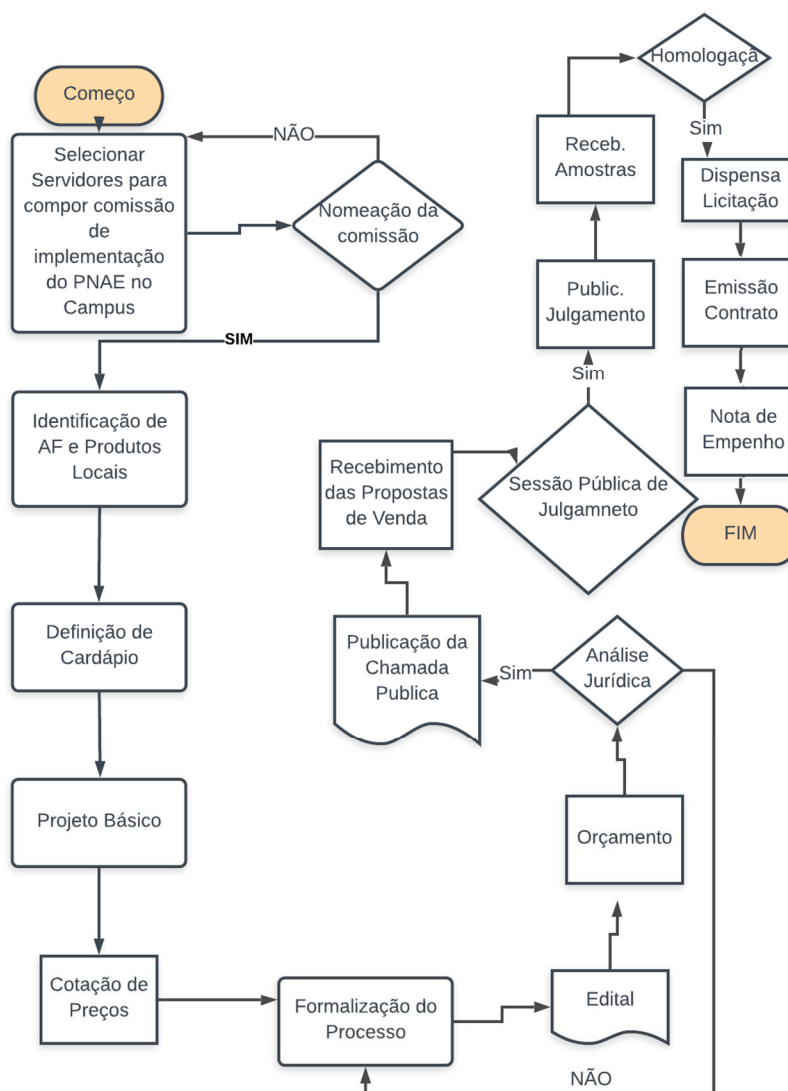 Começo
NÃO
Selecionar
Servidores para
compor comissão
de
implementação
do PNAE no
Campus
Nomeação da
comissão
SIM
Identificação de
AF e Produtos
Locais
Definição de
Cardápio
Projeto Básico
Cotação de
Preços
Formalização do
Processo
Edital
NÃO
Orçamento
Análise
Jurídica
Sim
Publicação da
Chamada
Publica
Recebimento
das Propostas
de Venda
Sessão Pública de
Julgamneto
Sim
Public.
Julgamento
Receb.
Amostras
Homologaçã
Sim
Dispensa
Licitação
Emissão
Contrato
Nota de
Empenho
FIM